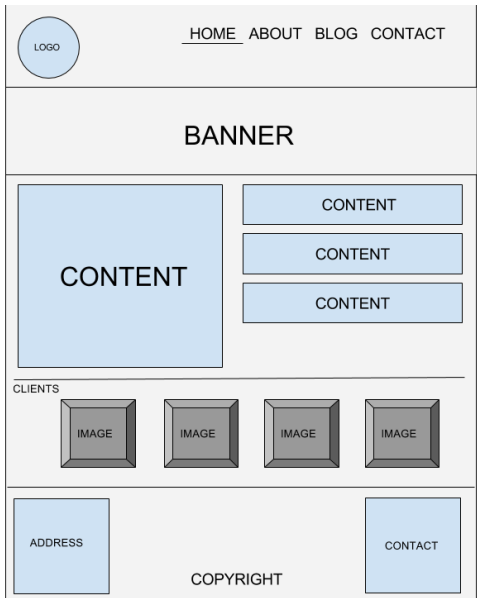 LOGO
HOME ABOUT BLOG CONTACT
BANNER
CONTENT
CONTENT
CONTENT
CONTENT
CLIENTS
IMAGE IMAGE IMAGE IMAGE
ADDRESS
CONTACT
COPYRIGHT